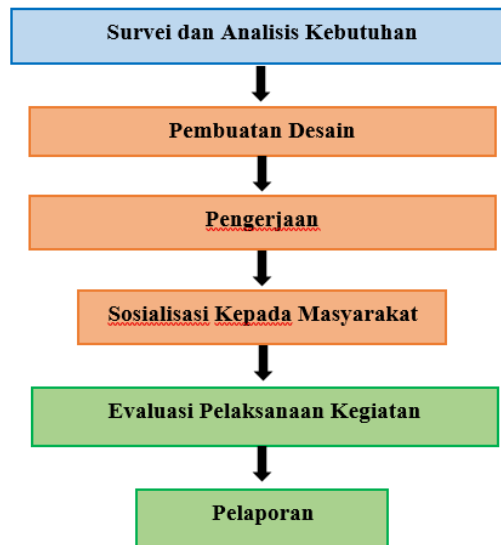 Survei dan Analisis Kebutuhan
Pembuatan Desain
Pengerjaan
Sosialisasi Kepada Masyarakat
Evaluasi Pelaksanaan Kegiatan
Pelaporan